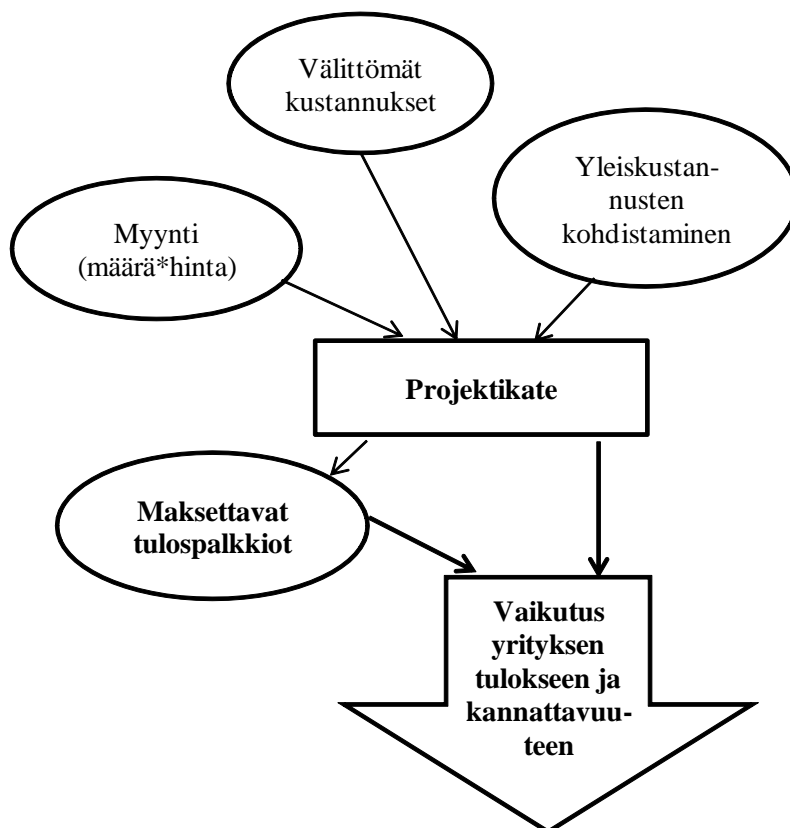 Välittömät
kustannukset
Yleiskustan-
nusten
kohdistaminen
Myynti
(määrä*hinta)
Projektikate
Maksettavat
tulospalkkiot
Vaikutus
yrityksen
tulokseen ja
kannattavuu-
teen